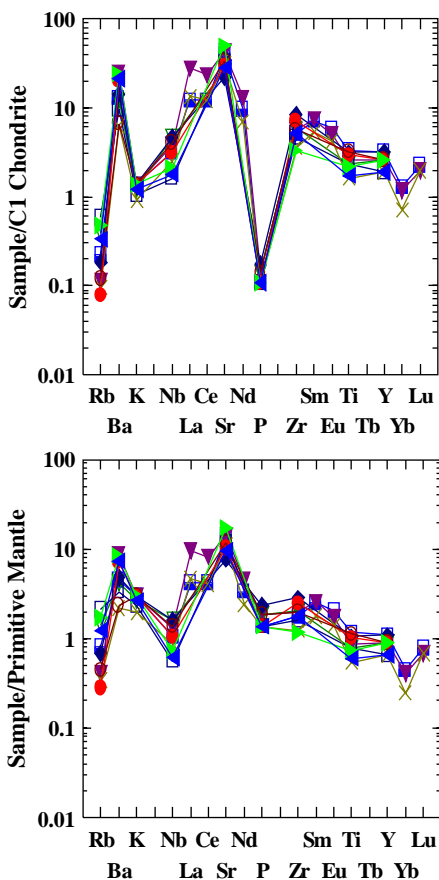 100
10
1
0.1
0.01
Sample/C1 Chondrite
Rb K Nb Ce Nd Sm Ti Y Lu
Ba La Sr P Zr Eu Tb Yb
100
10
1
0.1
0.01
Sample/Primitive Mantle
Rb K Nb Ce Nd Sm Ti Y Lu
Ba La Sr P Zr Eu Tb Yb